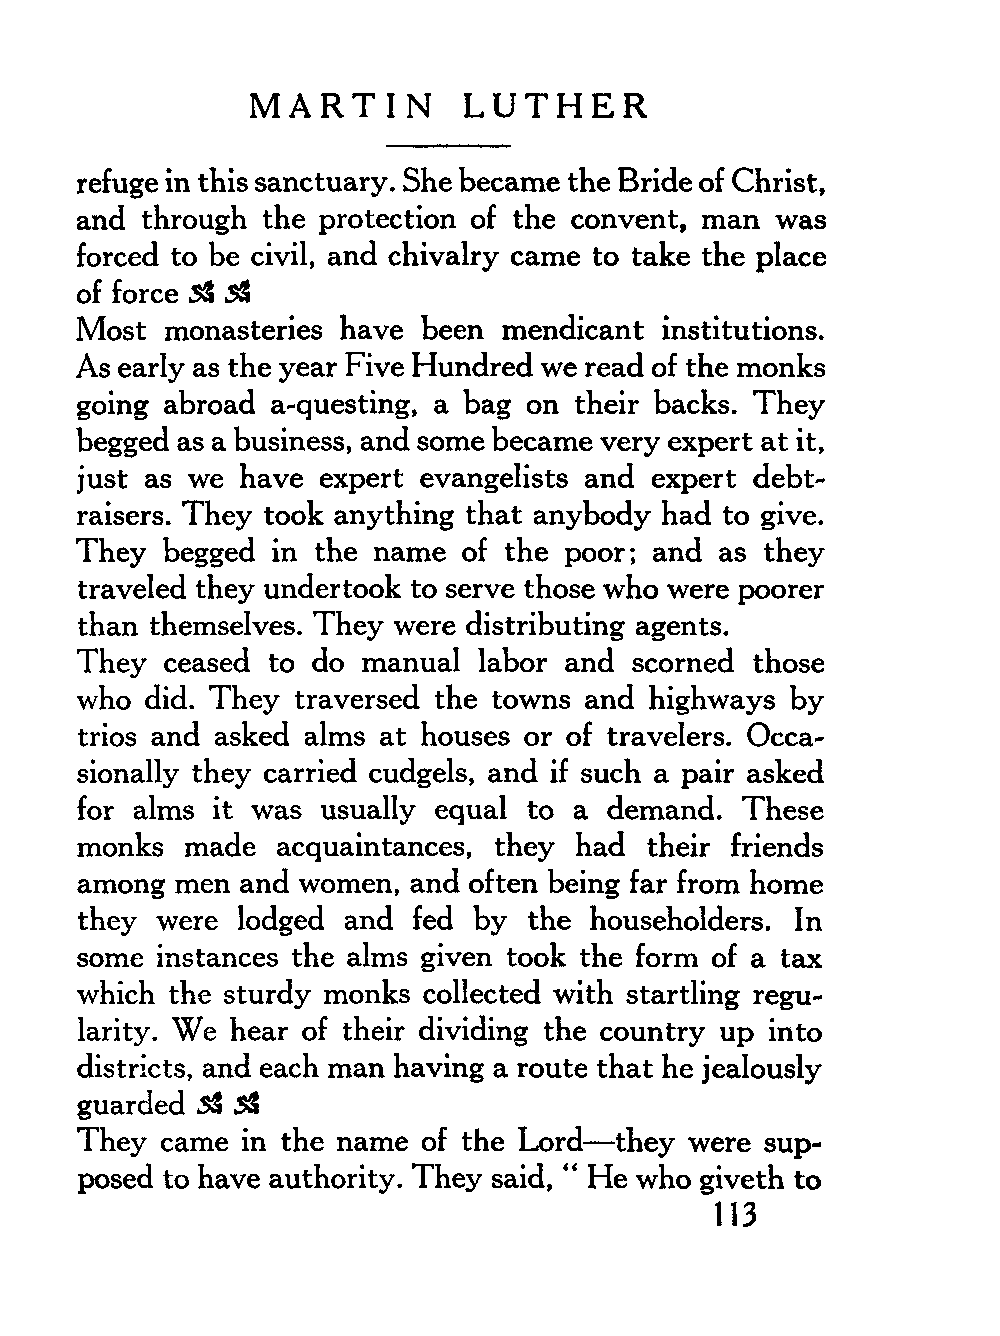 MARTIN LUTHER
refuge in this sanctuary. She became the Bride of Christ,
and through the protection of the convent, man was
forced to be civil, and chivalry came to take the place
of force
Most monasteries have been mendicant institutions.
As early as the year Five Hundred we read of the monks
going abroad a-questing, a bag on their backs. They
begged as a business, and some became very expert at it,
just as we have expert evangelists and expert debt-
raisers. They took anything that anybody had to give.
They begged in the name of the poor; and as they
traveled they undertook to serve those who were poorer
than themselves. They were distributing agents.
They ceased to do manual labor and scorned those
who did. They traversed the towns and highways by
trios and asked alms at houses or of travelers. Occa-
sionally they carried cudgels, and if such a pair asked
for alms it was usually equal to a demand. These
monks made acquaintances, they had their friends
among men and women, and often being far from home
they were lodged and fed by the householders. In
some instances the alms given took the form of a tax
which the sturdy monks collected with startling regu-
larity. We hear of their dividing the country up into
districts, and each man having a route that he jealously
guarded
They came in the name of the Lord—they were sup-
posed to have authority. They said, “ He who giveth to
113